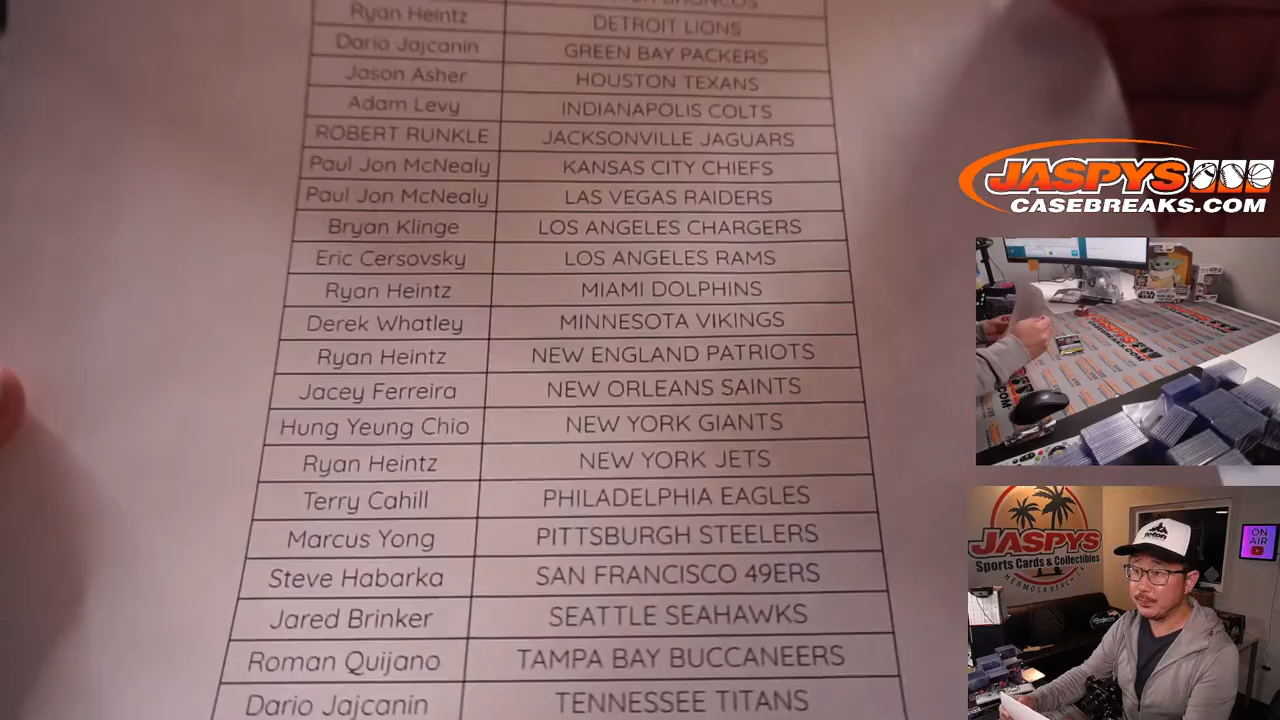 BRONCOS
Ryan Heintz DETROIT LIONS
Dario Jajcanin GREEN BAY PACKERS
Jason Asher HOUSTON TEXANS
Adam Levy INDIANAPOLIS COLTS
ROBERT RUNKLE JACKSONVILLE JAGUARS
Paul Jon McNealy KANSAS CITY CHIEFS
Paul Jon McNealy LAS VEGAS RAIDERS
Bryan Klinge LOS ANGELES CHARGERS
Eric Cersovsky LOS ANGELES RAMS
Ryan Heintz MIAMI DOLPHINS
Derek Whatley MINNESOTA VIKINGS
Ryan Heintz NEW ENGLAND PATRIOTS
Jacey Ferreira NEW ORLEANS SAINTS
Hung Yeung Chio NEW YORK GIANTS
Ryan Heintz NEW YORK JETS
Terry Cahill PHILADELPHIA EAGLES
Marcus Yong PITTSBURGH STEELERS
Steve Habarka SAN FRANCISCO 49ERS
Jared Brinker SEATTLE SEAHAWKS
Roman Quijano TAMPA BAY BUCCANEERS
Dario Jajcanin TENNESSEE TITANS
JASPYS
CASEBREAKS.COM
STAR WARS
CASEBREAKS.COM
JASPYS
Sports Cards & Collectibles
HERMOSA BEACH
ON AIR